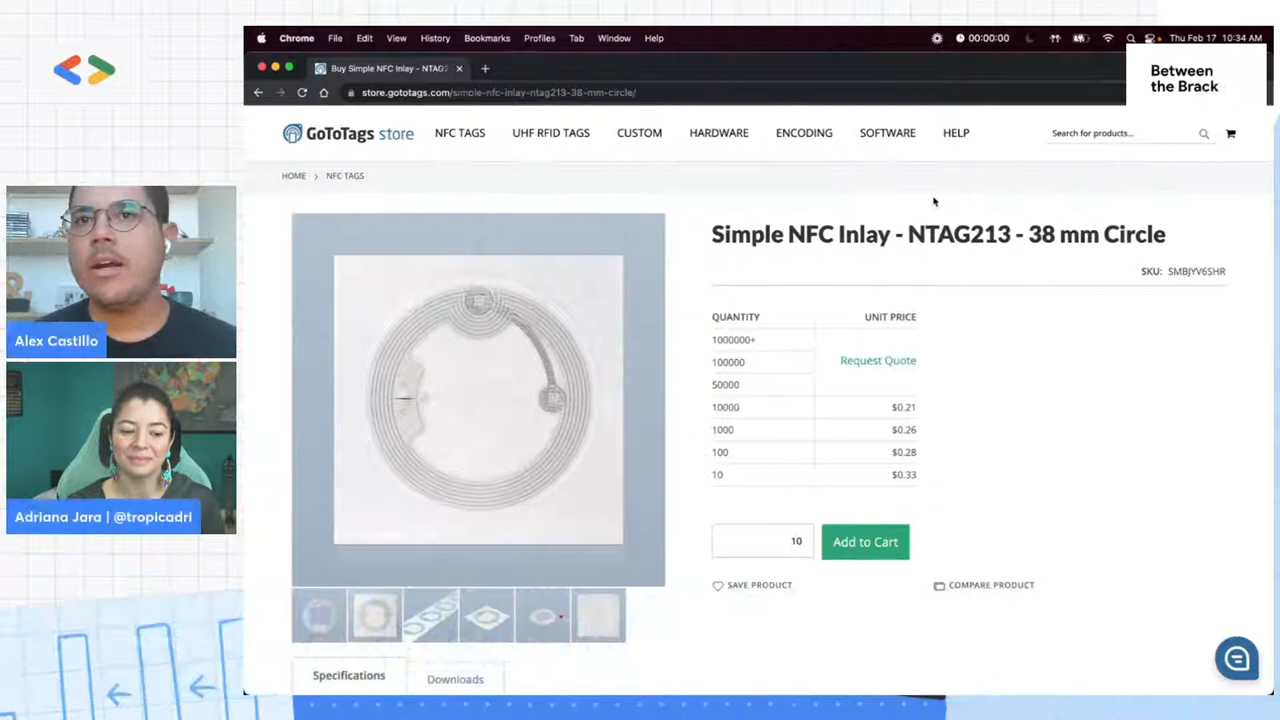 Chrome File Edit View History Bookmarks Profiles Tab Window Help
00:00:00
Thu Feb 17 10:34 AM
Buy Simple NFC Inlay - NTAG2
store.gototags.com/simple-nfc-inlay-ntag213-38-mm-circle/
Between
the Brack
GoToTags store
NFC TAGS UHF RFID TAGS CUSTOM HARDWARE ENCODING SOFTWARE HELP
Search for products...
HOME > NFC TAGS
Simple NFC Inlay - NTAG213 - 38 mm Circle
SKU: SMBJYV6SHR
QUANTITY UNIT PRICE
1000000+
100000 Request Quote
50000
10000 $0.21
1000 $0.26
100 $0.28
10 $0.33
10 Add to Cart
SAVE PRODUCT COMPARE PRODUCT
Specifications Downloads
Alex Castillo
Adriana Jara | @tropicadri